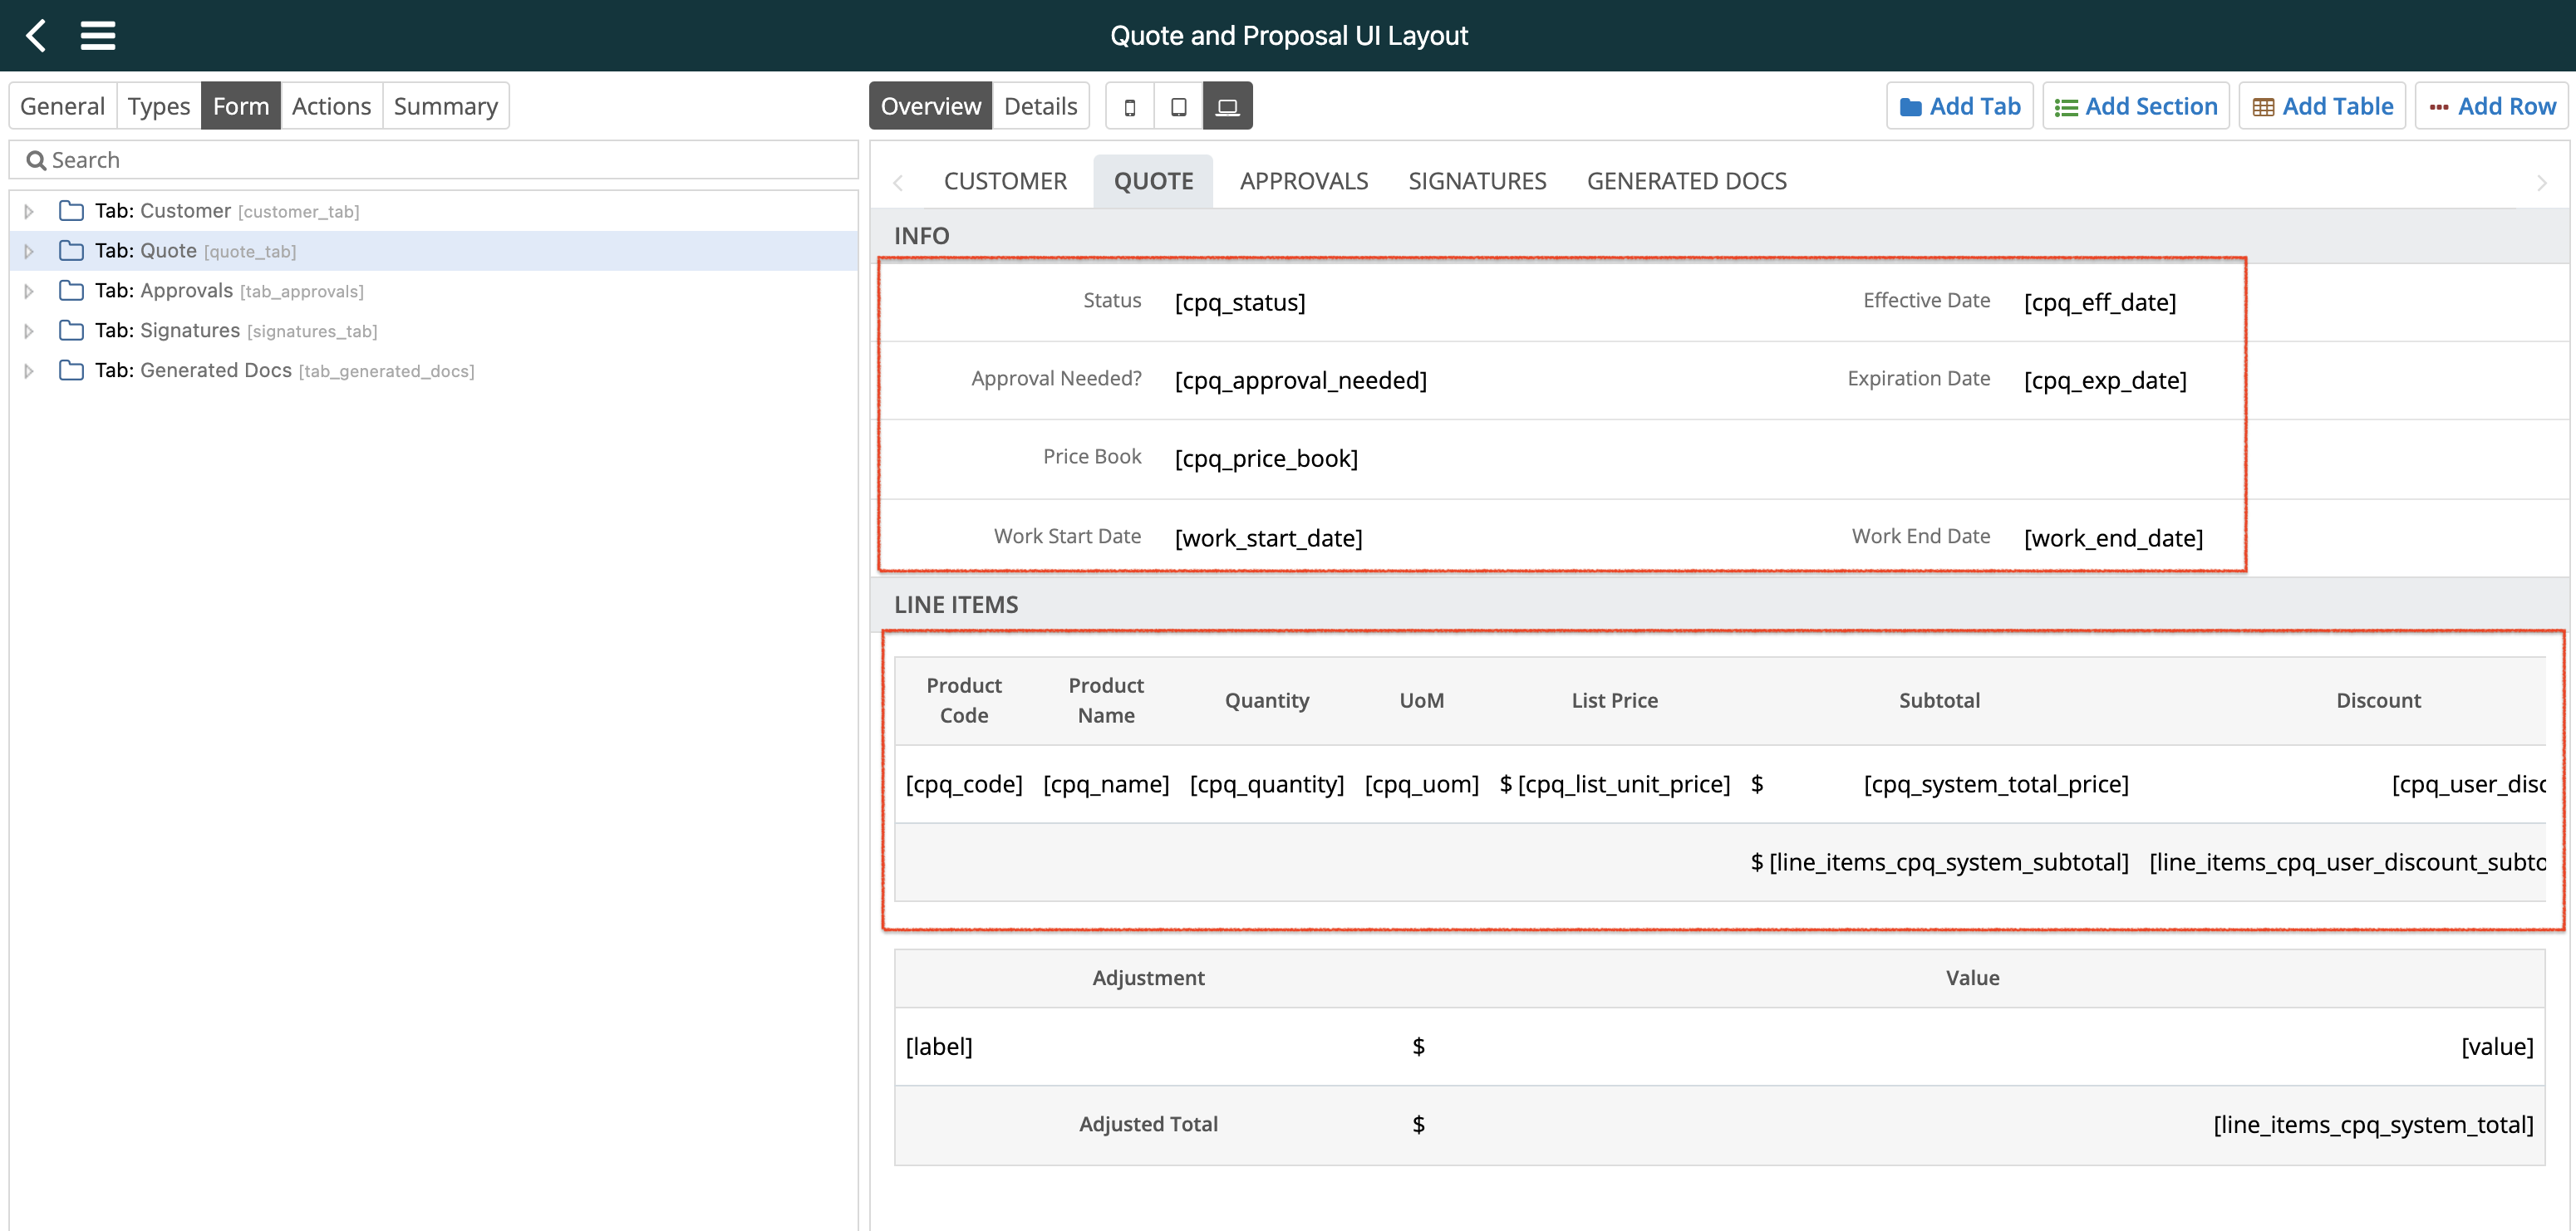 Quote and Proposal UI Layout
General Types Form Actions Summary
Overview Details
Add Tab Add Section Add Table Add Row
Search
Tab: Customer [customer_tab]
Tab: Quote [quote_tab]
Tab: Approvals [tab_approvals]
Tab: Signatures [signatures_tab]
Tab: Generated Docs [tab_generated_docs]
CUSTOMER QUOTE APPROVALS SIGNATURES GENERATED DOCS
INFO
Status [cpq_status] Effective Date [cpq_eff_date]
Approval Needed? [cpq_approval_needed] Expiration Date [cpq_exp_date]
Price Book [cpq_price_book]
Work Start Date [work_start_date] Work End Date [work_end_date]
LINE ITEMS
Product Code Product Name Quantity UoM List Price Subtotal Discount
[cpq_code] [cpq_name] [cpq_quantity] [cpq_uom] $ [cpq_list_unit_price] $ [cpq_system_total_price] [cpq_user_disc
$ [line_items_cpq_system_subtotal] [line_items_cpq_user_discount_subto
Adjustment Value
[label] $ [value]
Adjusted Total $ [line_items_cpq_system_total]